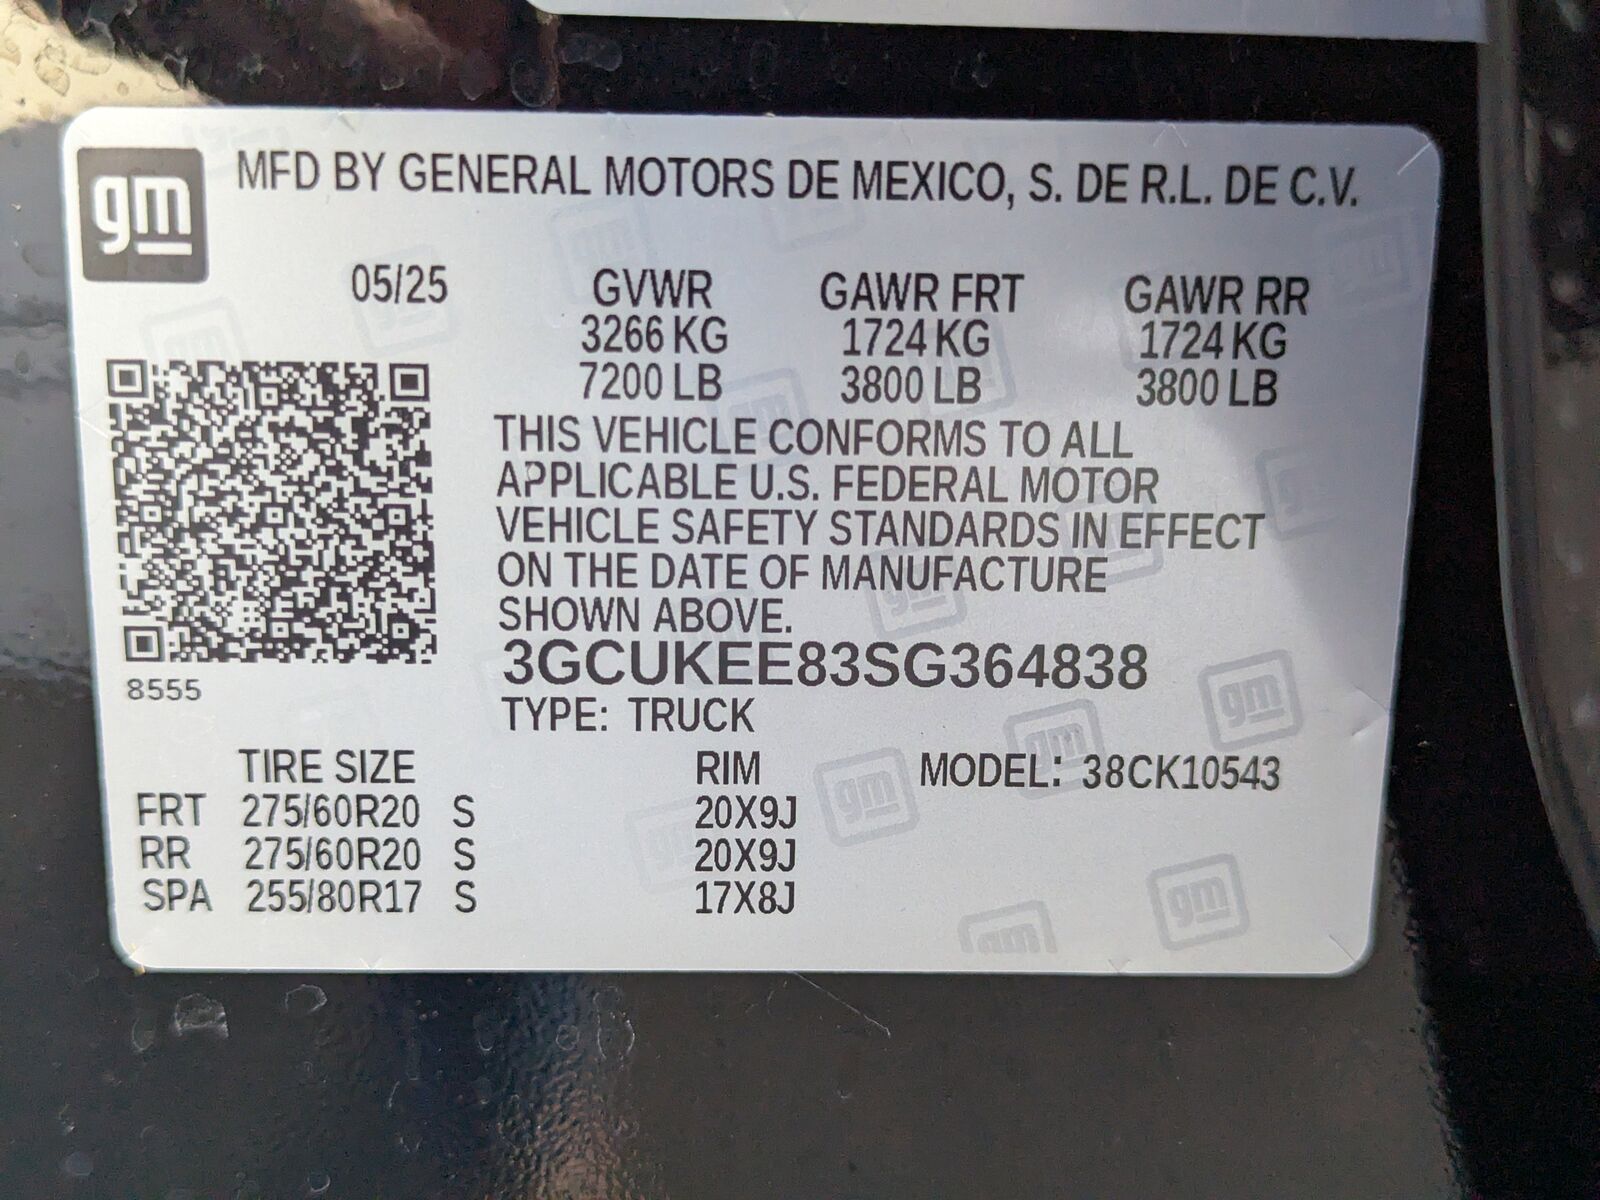 gm MFD BY GENERAL MOTORS DE MEXICO, S. DE R.L. DE C.V.
05/25 GVWR GAWR FRT GAWR RR
3266 KG 1724 KG 1724 KG
7200 LB 3800 LB 3800 LB
THIS VEHICLE CONFORMS TO ALL
APPLICABLE U.S. FEDERAL MOTOR
VEHICLE SAFETY STANDARDS IN EFFECT
ON THE DATE OF MANUFACTURE
SHOWN ABOVE.
3GCUKEE83SG364838
8555
TYPE: TRUCK
TIRE SIZE RIM MODEL: 38CK10543
FRT 275/60R20 S 20X9J
RR 275/60R20 S 20X9J
SPA 255/80R17 S 17X8J